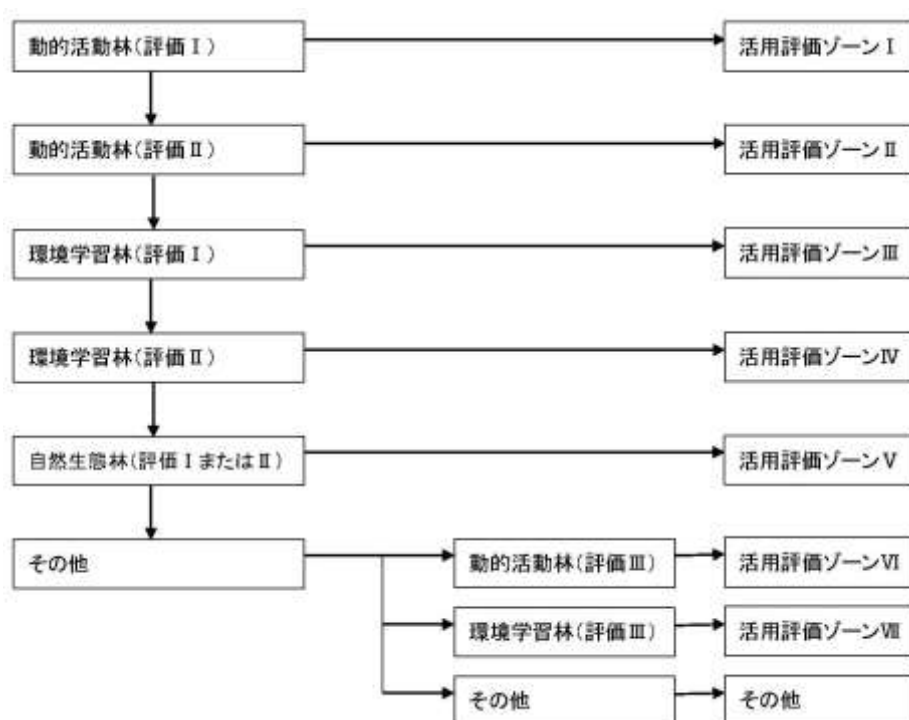 動的活動林(評価Ⅰ)
活用評価ゾーンⅠ
動的活動林(評価Ⅱ)
活用評価ゾーンⅡ
環境学習林(評価Ⅰ)
活用評価ゾーンⅢ
環境学習林(評価Ⅱ)
活用評価ゾーンⅣ
自然生態林(評価ⅠまたはⅡ)
活用評価ゾーンⅤ
その他
動的活動林(評価Ⅲ)
活用評価ゾーンⅥ
環境学習林(評価Ⅲ)
活用評価ゾーンⅦ
その他
その他